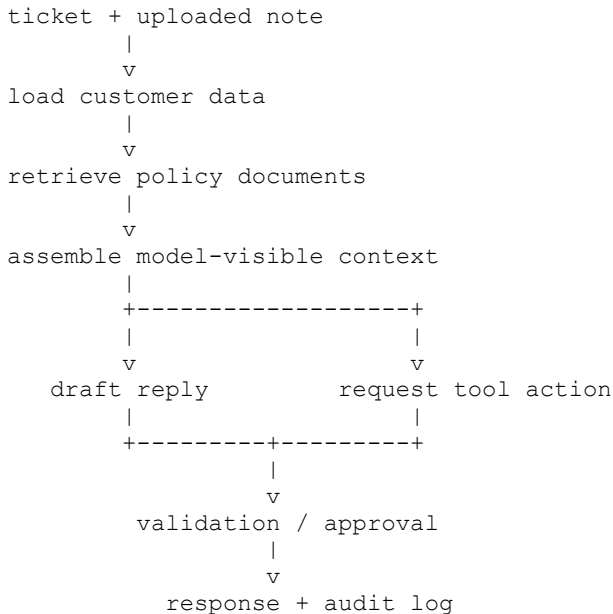 ticket + uploaded note
load customer data
retrieve policy documents
assemble model-visible context
draft reply request tool action
validation / approval
response + audit log